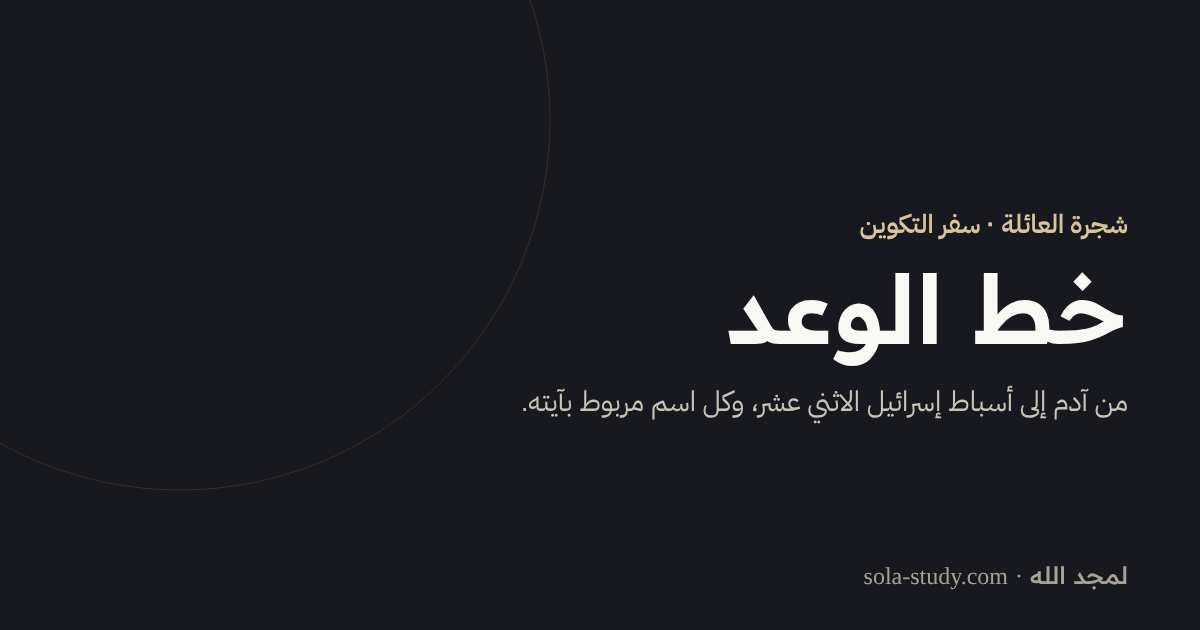 شجرة العائلة · سفر التكوين
خط الوعد
من آدم إلى أسباط إسرائيل الاثني عشر، وكل اسم مربوط بآيته.
لمجد الله · sola-study.com